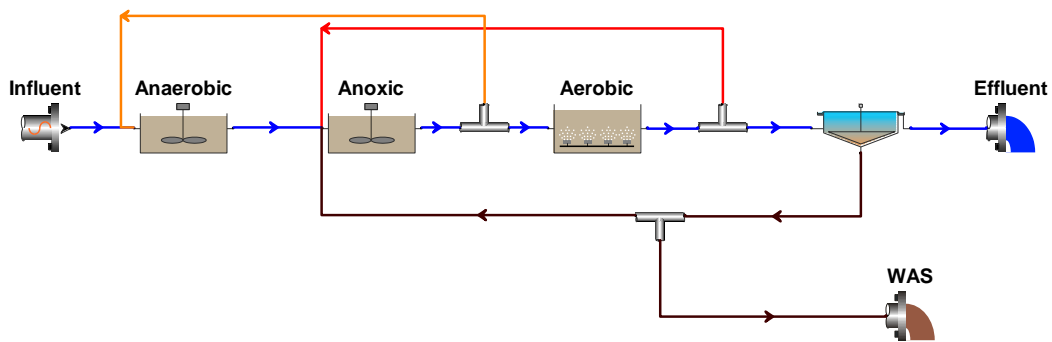 Influent
Anaerobic
Anoxic
Aerobic
Effluent
WAS